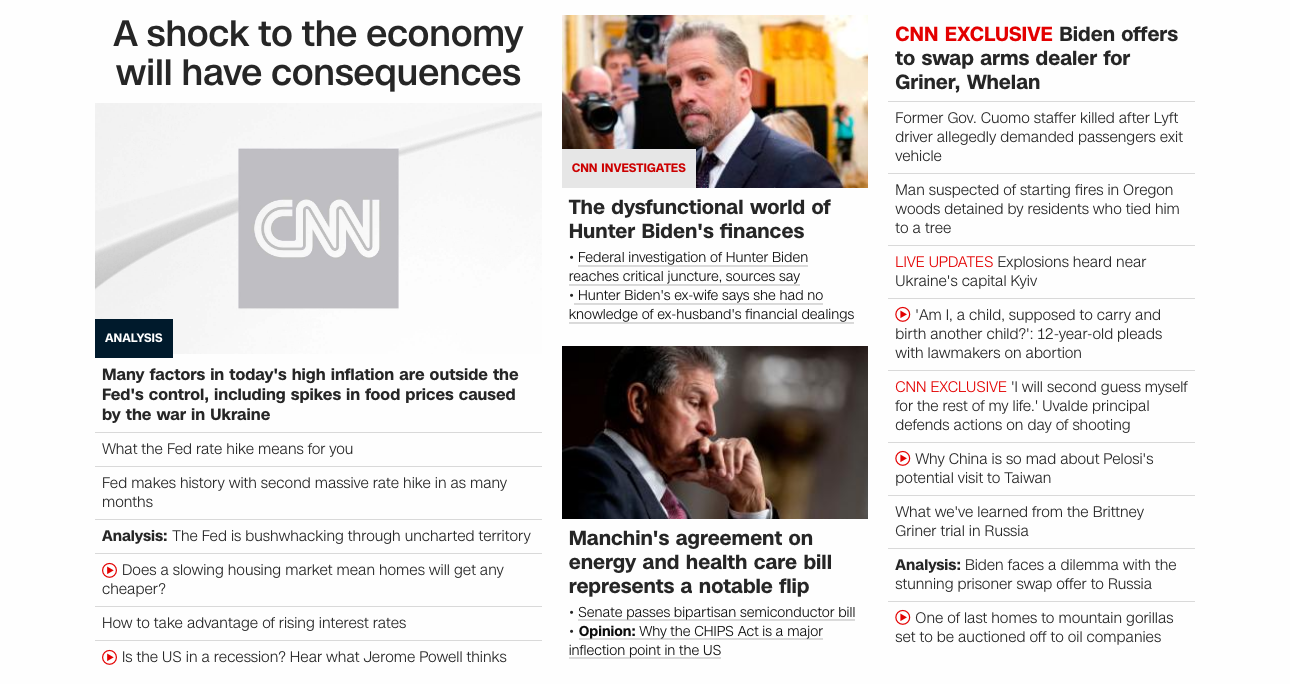 A shock to the economy
will have consequences
CNN
ANALYSIS
Many factors in today's high inflation are outside the
Fed's control, including spikes in food prices caused
by the war in Ukraine
What the Fed rate hike means for you
Fed makes history with second massive rate hike in as many
months
Analysis: The Fed is bushwhacking through uncharted territory
Does a slowing housing market mean homes will get any
cheaper?
How to take advantage of rising interest rates
Is the US in a recession? Hear what Jerome Powell thinks
CNN INVESTIGATES
The dysfunctional world of
Hunter Biden's finances
• Federal investigation of Hunter Biden
reaches critical juncture, sources say
• Hunter Biden's ex-wife says she had no
knowledge of ex-husband's financial dealings
Manchin's agreement on
energy and health care bill
represents a notable flip
• Senate passes bipartisan semiconductor bill
• Opinion: Why the CHIPS Act is a major
inflection point in the US
CNN EXCLUSIVE Biden offers
to swap arms dealer for
Griner, Whelan
Former Gov. Cuomo staffer killed after Lyft
driver allegedly demanded passengers exit
vehicle
Man suspected of starting fires in Oregon
woods detained by residents who tied him
to a tree
LIVE UPDATES Explosions heard near
Ukraine's capital Kyiv
'Am I, a child, supposed to carry and
birth another child?': 12-year-old pleads
with lawmakers on abortion
CNN EXCLUSIVE 'I will second guess myself
for the rest of my life.' Uvalde principal
defends actions on day of shooting
Why China is so mad about Pelosi's
potential visit to Taiwan
What we've learned from the Brittney
Griner trial in Russia
Analysis: Biden faces a dilemma with the
stunning prisoner swap offer to Russia
One of last homes to mountain gorillas
set to be auctioned off to oil companies